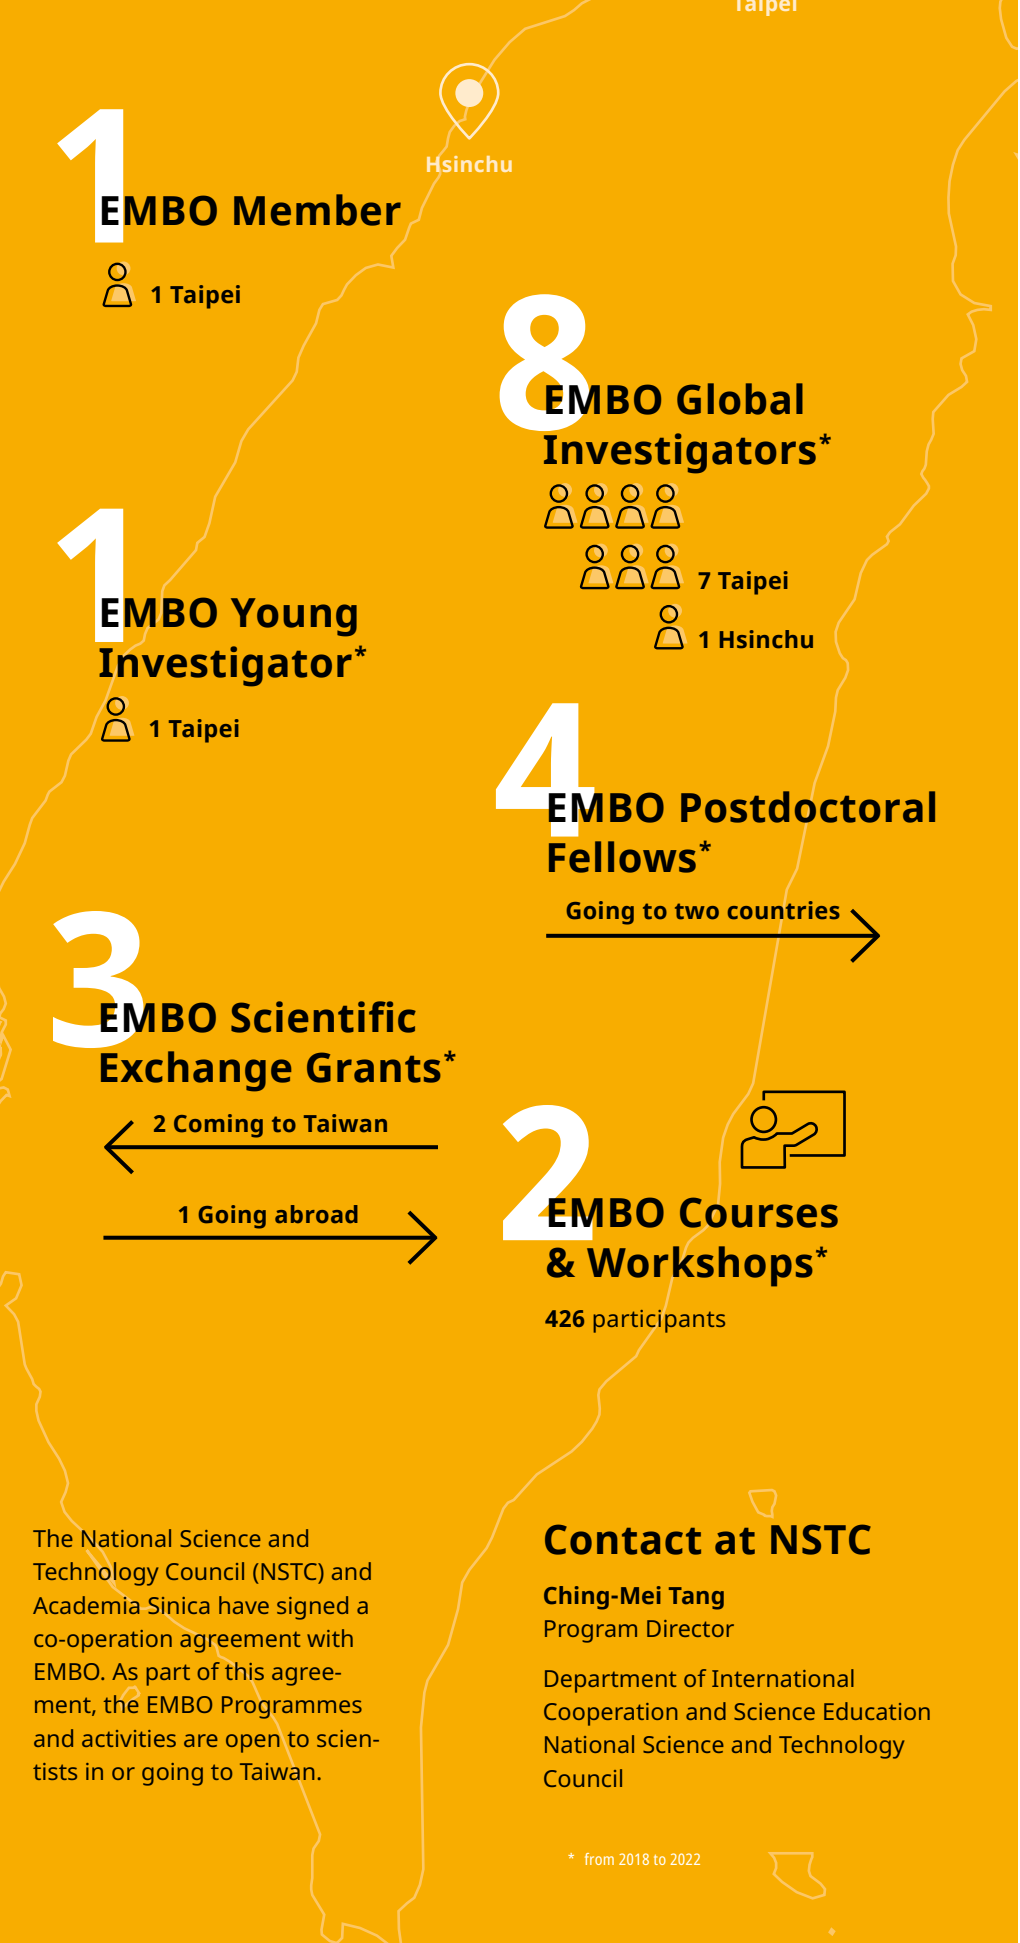 Taipei
Hsinchu
1
EMBO Member
1 Taipei
8
EMBO Global
Investigators*
7 Taipei
1 Hsinchu
1
EMBO Young
Investigator*
1 Taipei
4
EMBO Postdoctoral
Fellows*
Going to two countries
3
EMBO Scientific
Exchange Grants*
2 Coming to Taiwan
1 Going abroad
2
EMBO Courses
& Workshops*
426 participants
The National Science and
Technology Council (NSTC) and
Academia Sinica have signed a
co-operation agreement with
EMBO. As part of this agree-
ment, the EMBO Programmes
and activities are open to scien-
tists in or going to Taiwan.
Contact at NSTC
Ching-Mei Tang
Program Director
Department of International
Cooperation and Science Education
National Science and Technology
Council
* from 2018 to 2022